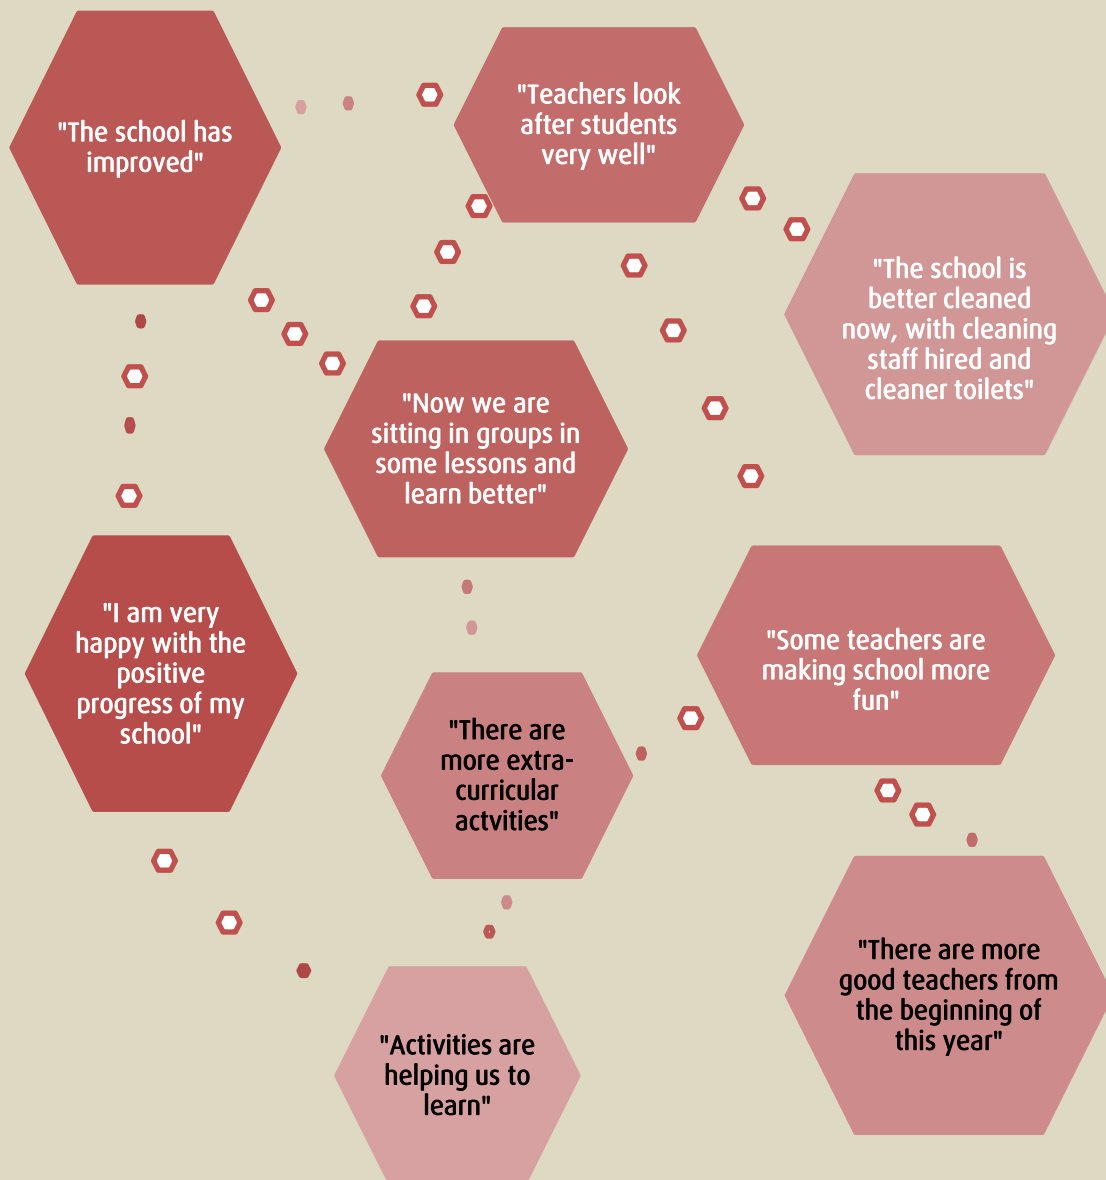 "The school has
improved"
"Teachers look
after students
very well"
"The school is
better cleaned
now, with cleaning
staff hired and
cleaner toilets"
"Now we are
sitting in groups in
some lessons and
learn better"
"I am very
happy with the
positive
progress of my
school"
"Some teachers are
making school more
fun"
"There are
more extra-
curricular
actvities"
"There are more
good teachers from
the beginning of
this year"
"Activities are
helping us to
learn"